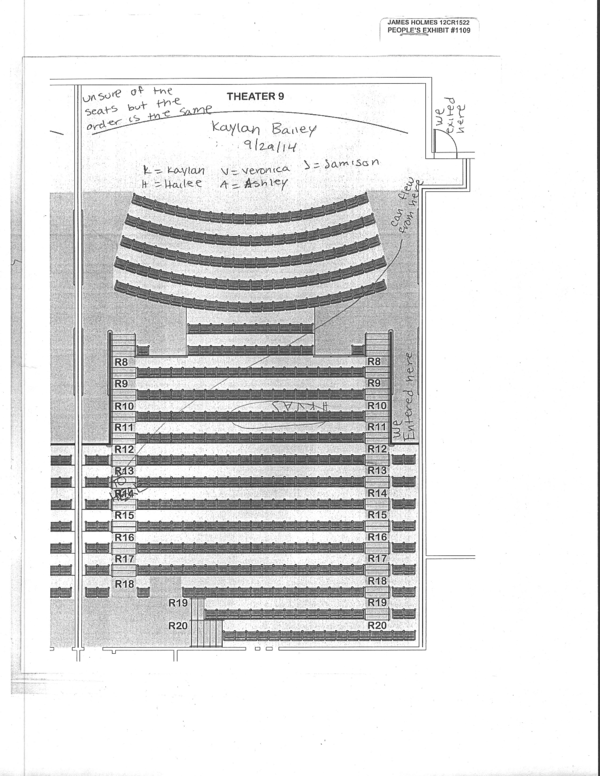 JAMES HOLMES 12CR1522
PEOPLE'S EXHIBIT #1109
unsure of the
seats but the
order is the same
THEATER 9
Kaylan Bailey
9/29/14
K = Kaylan V = Veronica J = Jamison
H = Hailee A = Ashley
we
exited
here
can flew
from here
R8 R8
R9 R9
R10 HKVAJ R10
R11 R11
we
Entered here
R12 R12
R13 R13
TO
HERE
R14 R14
R15 R15
R16 R16
R17 R17
R18 R18
R19 R19
R20 R20